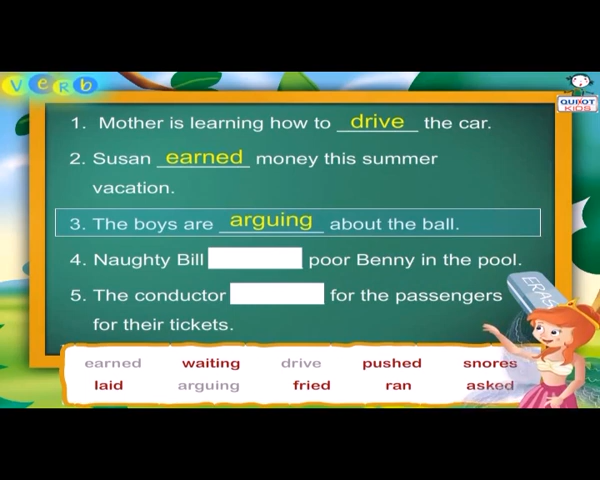 VeRb
QUIXOT
KIDS
1. Mother is learning how to drive the car.
2. Susan earned money this summer
vacation.
3. The boys are arguing about the ball.
4. Naughty Bill poor Benny in the pool.
5. The conductor for the passengers
for their tickets.
ERAS
earned waiting drive pushed snores
laid arguing fried ran asked